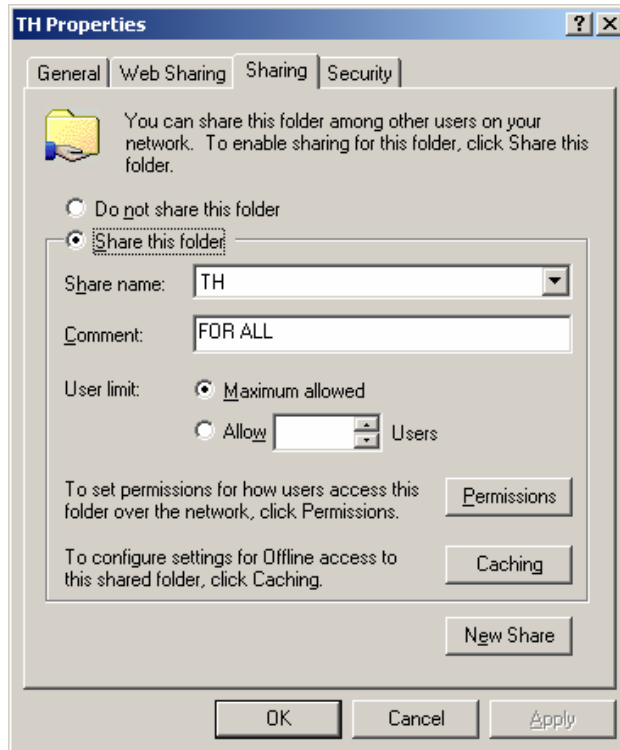 TH Properties
General
Web Sharing
Sharing
Security
You can share this folder among other users on your
network. To enable sharing for this folder, click Share this
folder.
Do not share this folder
Share this folder
Share name: TH
Comment: FOR ALL
User limit: Maximum allowed
Allow Users
To set permissions for how users access this
folder over the network, click Permissions.
Permissions
To configure settings for Offline access to
this shared folder, click Caching.
Caching
New Share
OK
Cancel
Apply